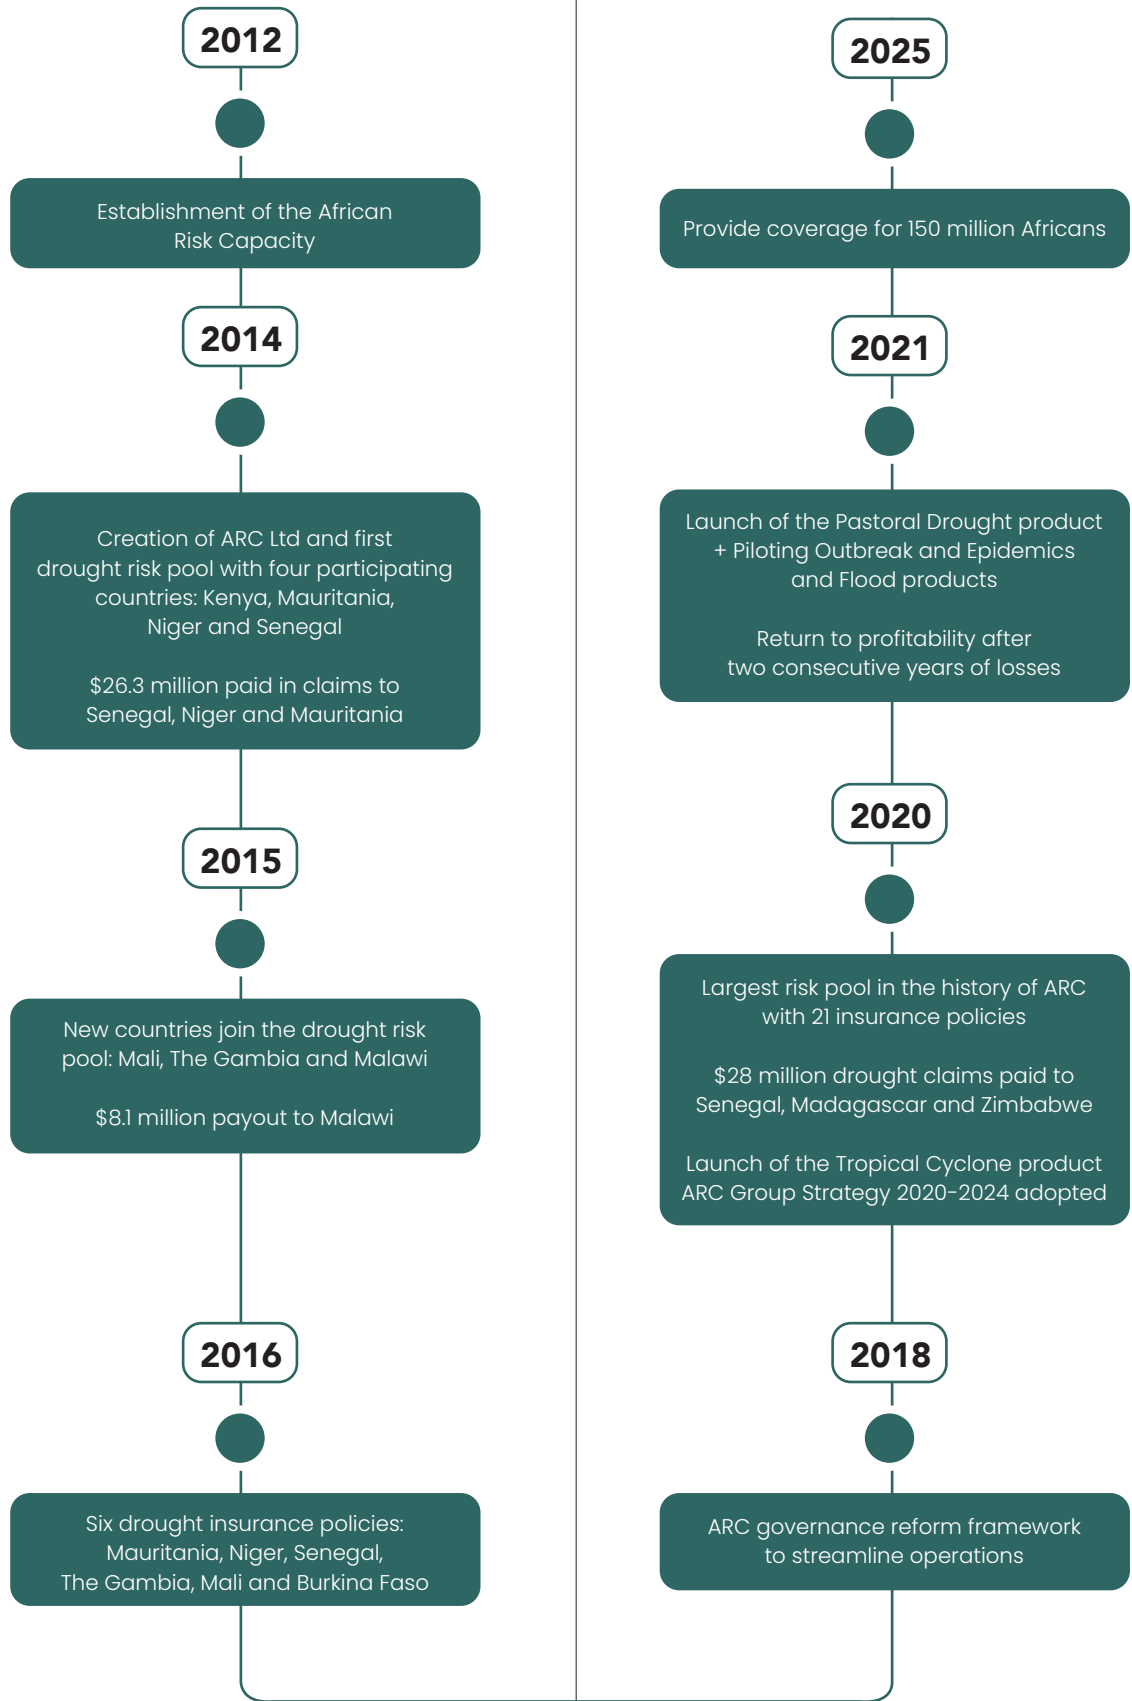 2012
Establishment of the African
Risk Capacity
2014
Creation of ARC Ltd and first
drought risk pool with four participating
countries: Kenya, Mauritania,
Niger and Senegal
$26.3 million paid in claims to
Senegal, Niger and Mauritania
2015
New countries join the drought risk
pool: Mali, The Gambia and Malawi
$8.1 million payout to Malawi
2016
Six drought insurance policies:
Mauritania, Niger, Senegal,
The Gambia, Mali and Burkina Faso
2025
Provide coverage for 150 million Africans
2021
Launch of the Pastoral Drought product
+ Piloting Outbreak and Epidemics
and Flood products
Return to profitability after
two consecutive years of losses
2020
Largest risk pool in the history of ARC
with 21 insurance policies
$28 million drought claims paid to
Senegal, Madagascar and Zimbabwe
Launch of the Tropical Cyclone product
ARC Group Strategy 2020-2024 adopted
2018
ARC governance reform framework
to streamline operations